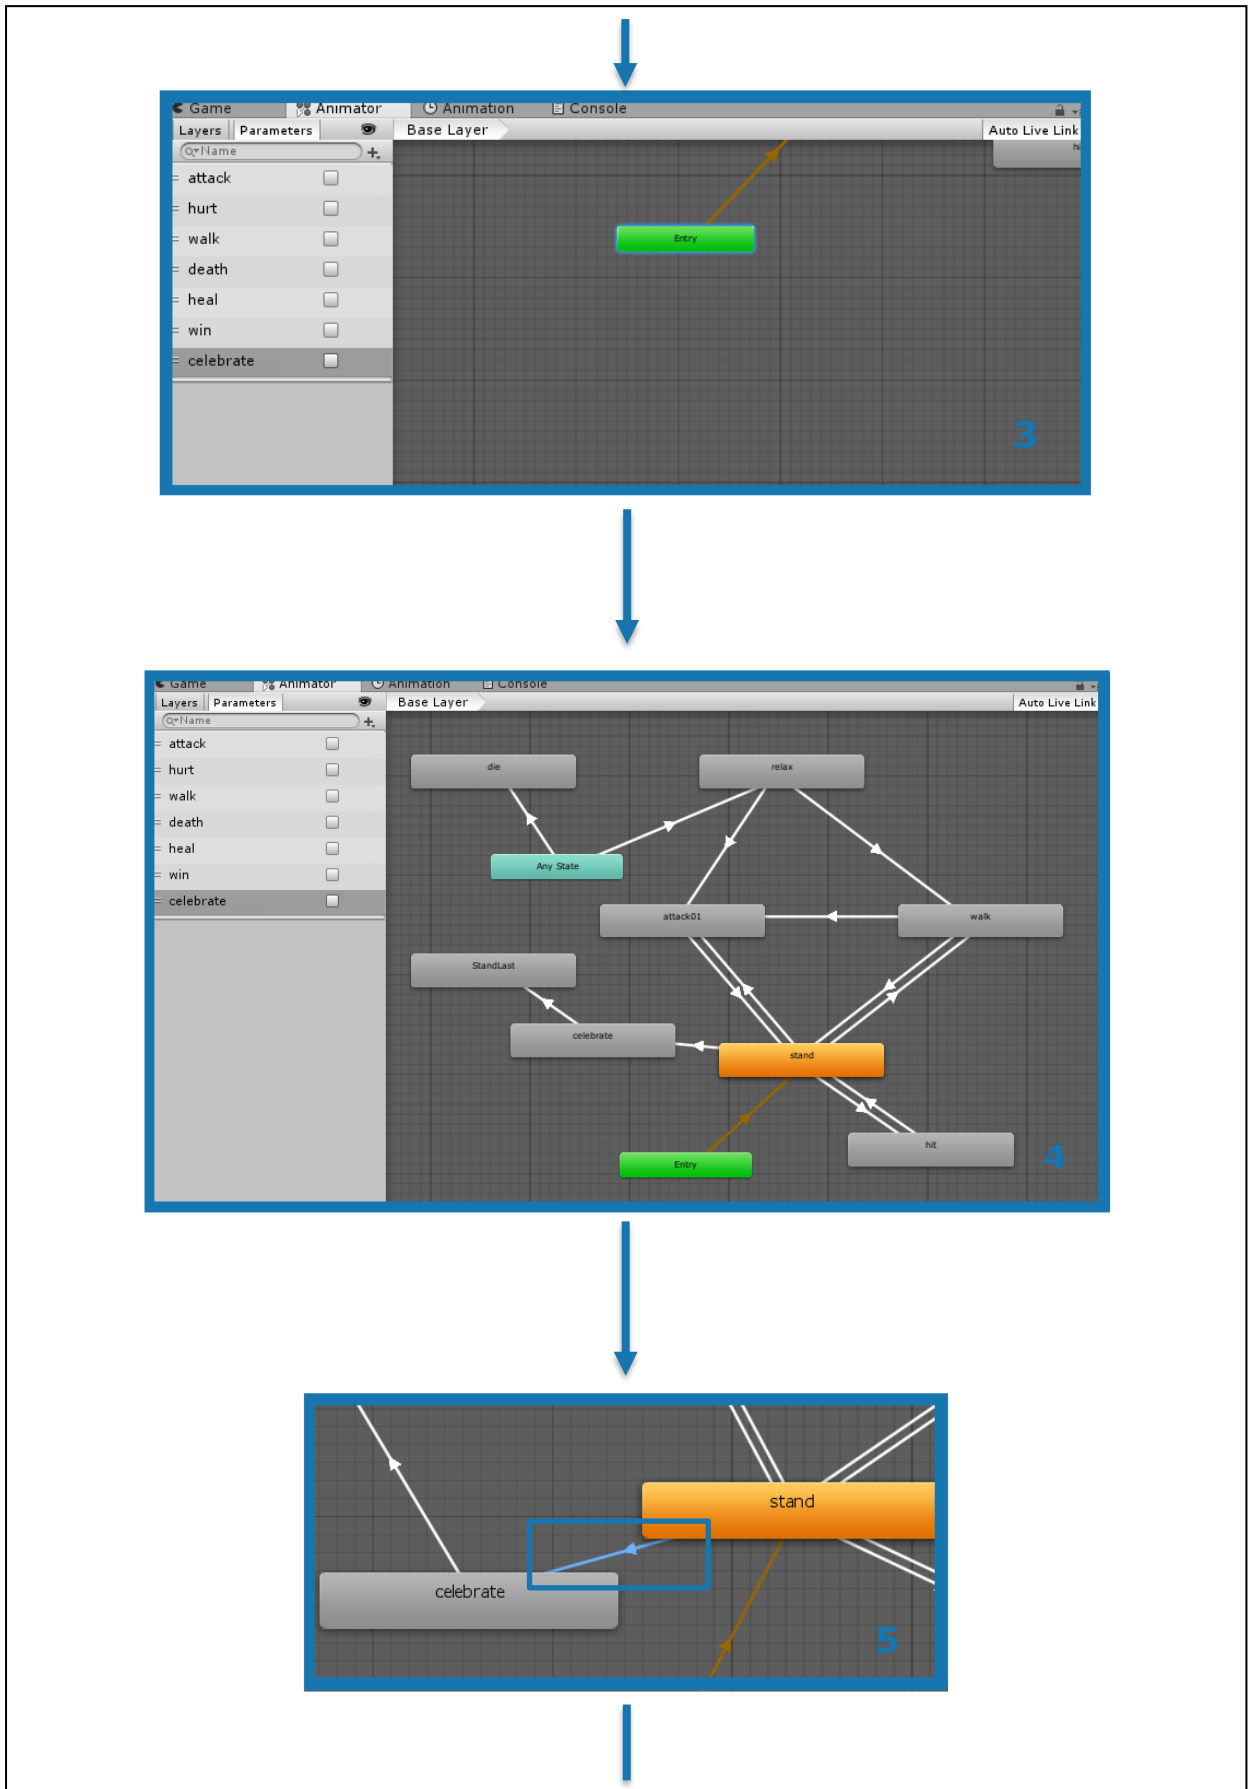 Game Animator Animation Console
Layers Parameters Base Layer Auto Live Link
Name
hi
attack
hurt
walk
Entry
death
heal
win
celebrate
3
Game Animator Animation Console
Layers Parameters Base Layer Auto Live Link
Name
attack
hurt
walk
death
heal
win
celebrate
die relax
Any State
attack01 walk
StandLast
celebrate
stand
hit
Entry
4
stand
celebrate
5